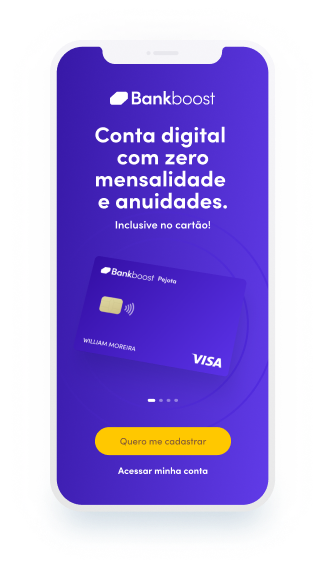 Bankboost
Conta digital
com zero
mensalidade
e anuidades.
Inclusive no cartão!
Bankboost Pejota
WILLIAM MOREIRA
VISA
Quero me cadastrar
Acessar minha conta